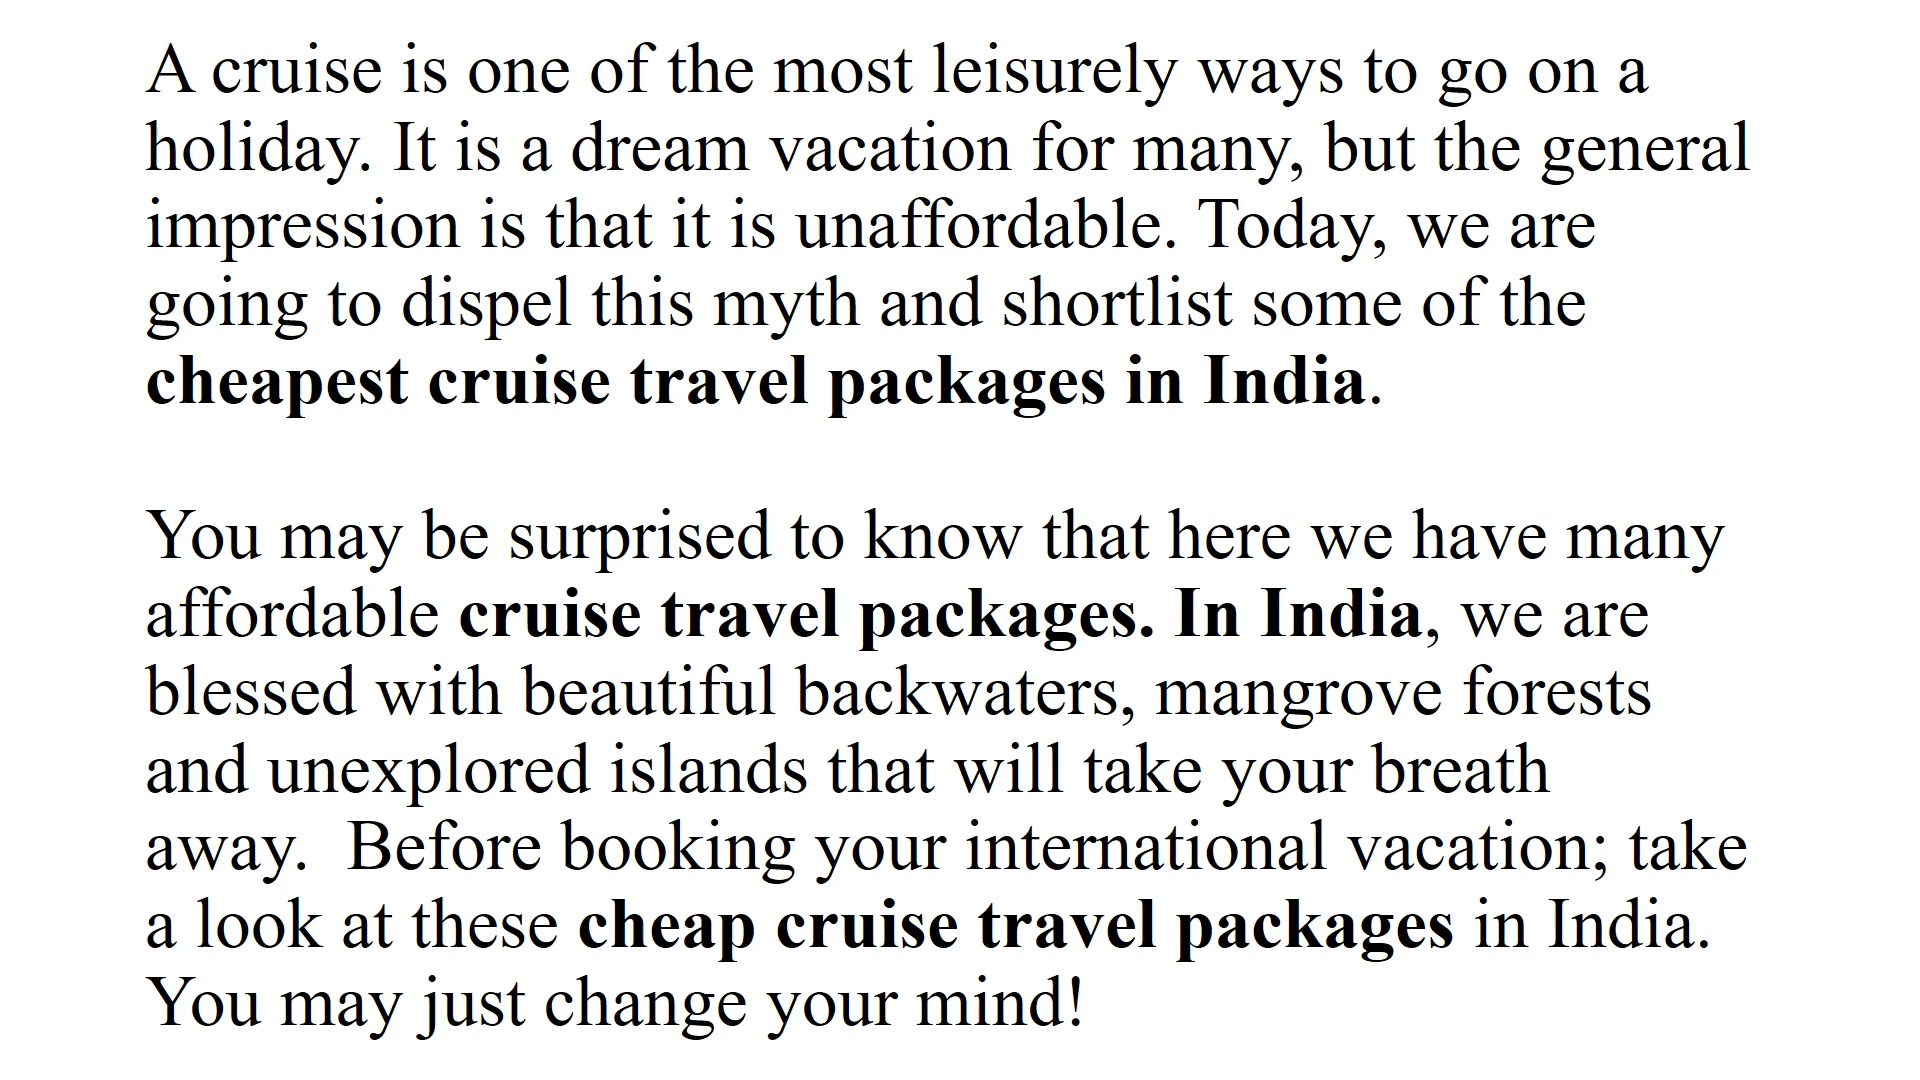 A cruise is one of the most leisurely ways to go on a
holiday. It is a dream vacation for many, but the general
impression is that it is unaffordable. Today, we are
going to dispel this myth and shortlist some of the
cheapest cruise travel packages in India.
You may be surprised to know that here we have many
affordable cruise travel packages. In India, we are
blessed with beautiful backwaters, mangrove forests
and unexplored islands that will take your breath
away.  Before booking your international vacation; take
a look at these cheap cruise travel packages in India.
You may just change your mind!